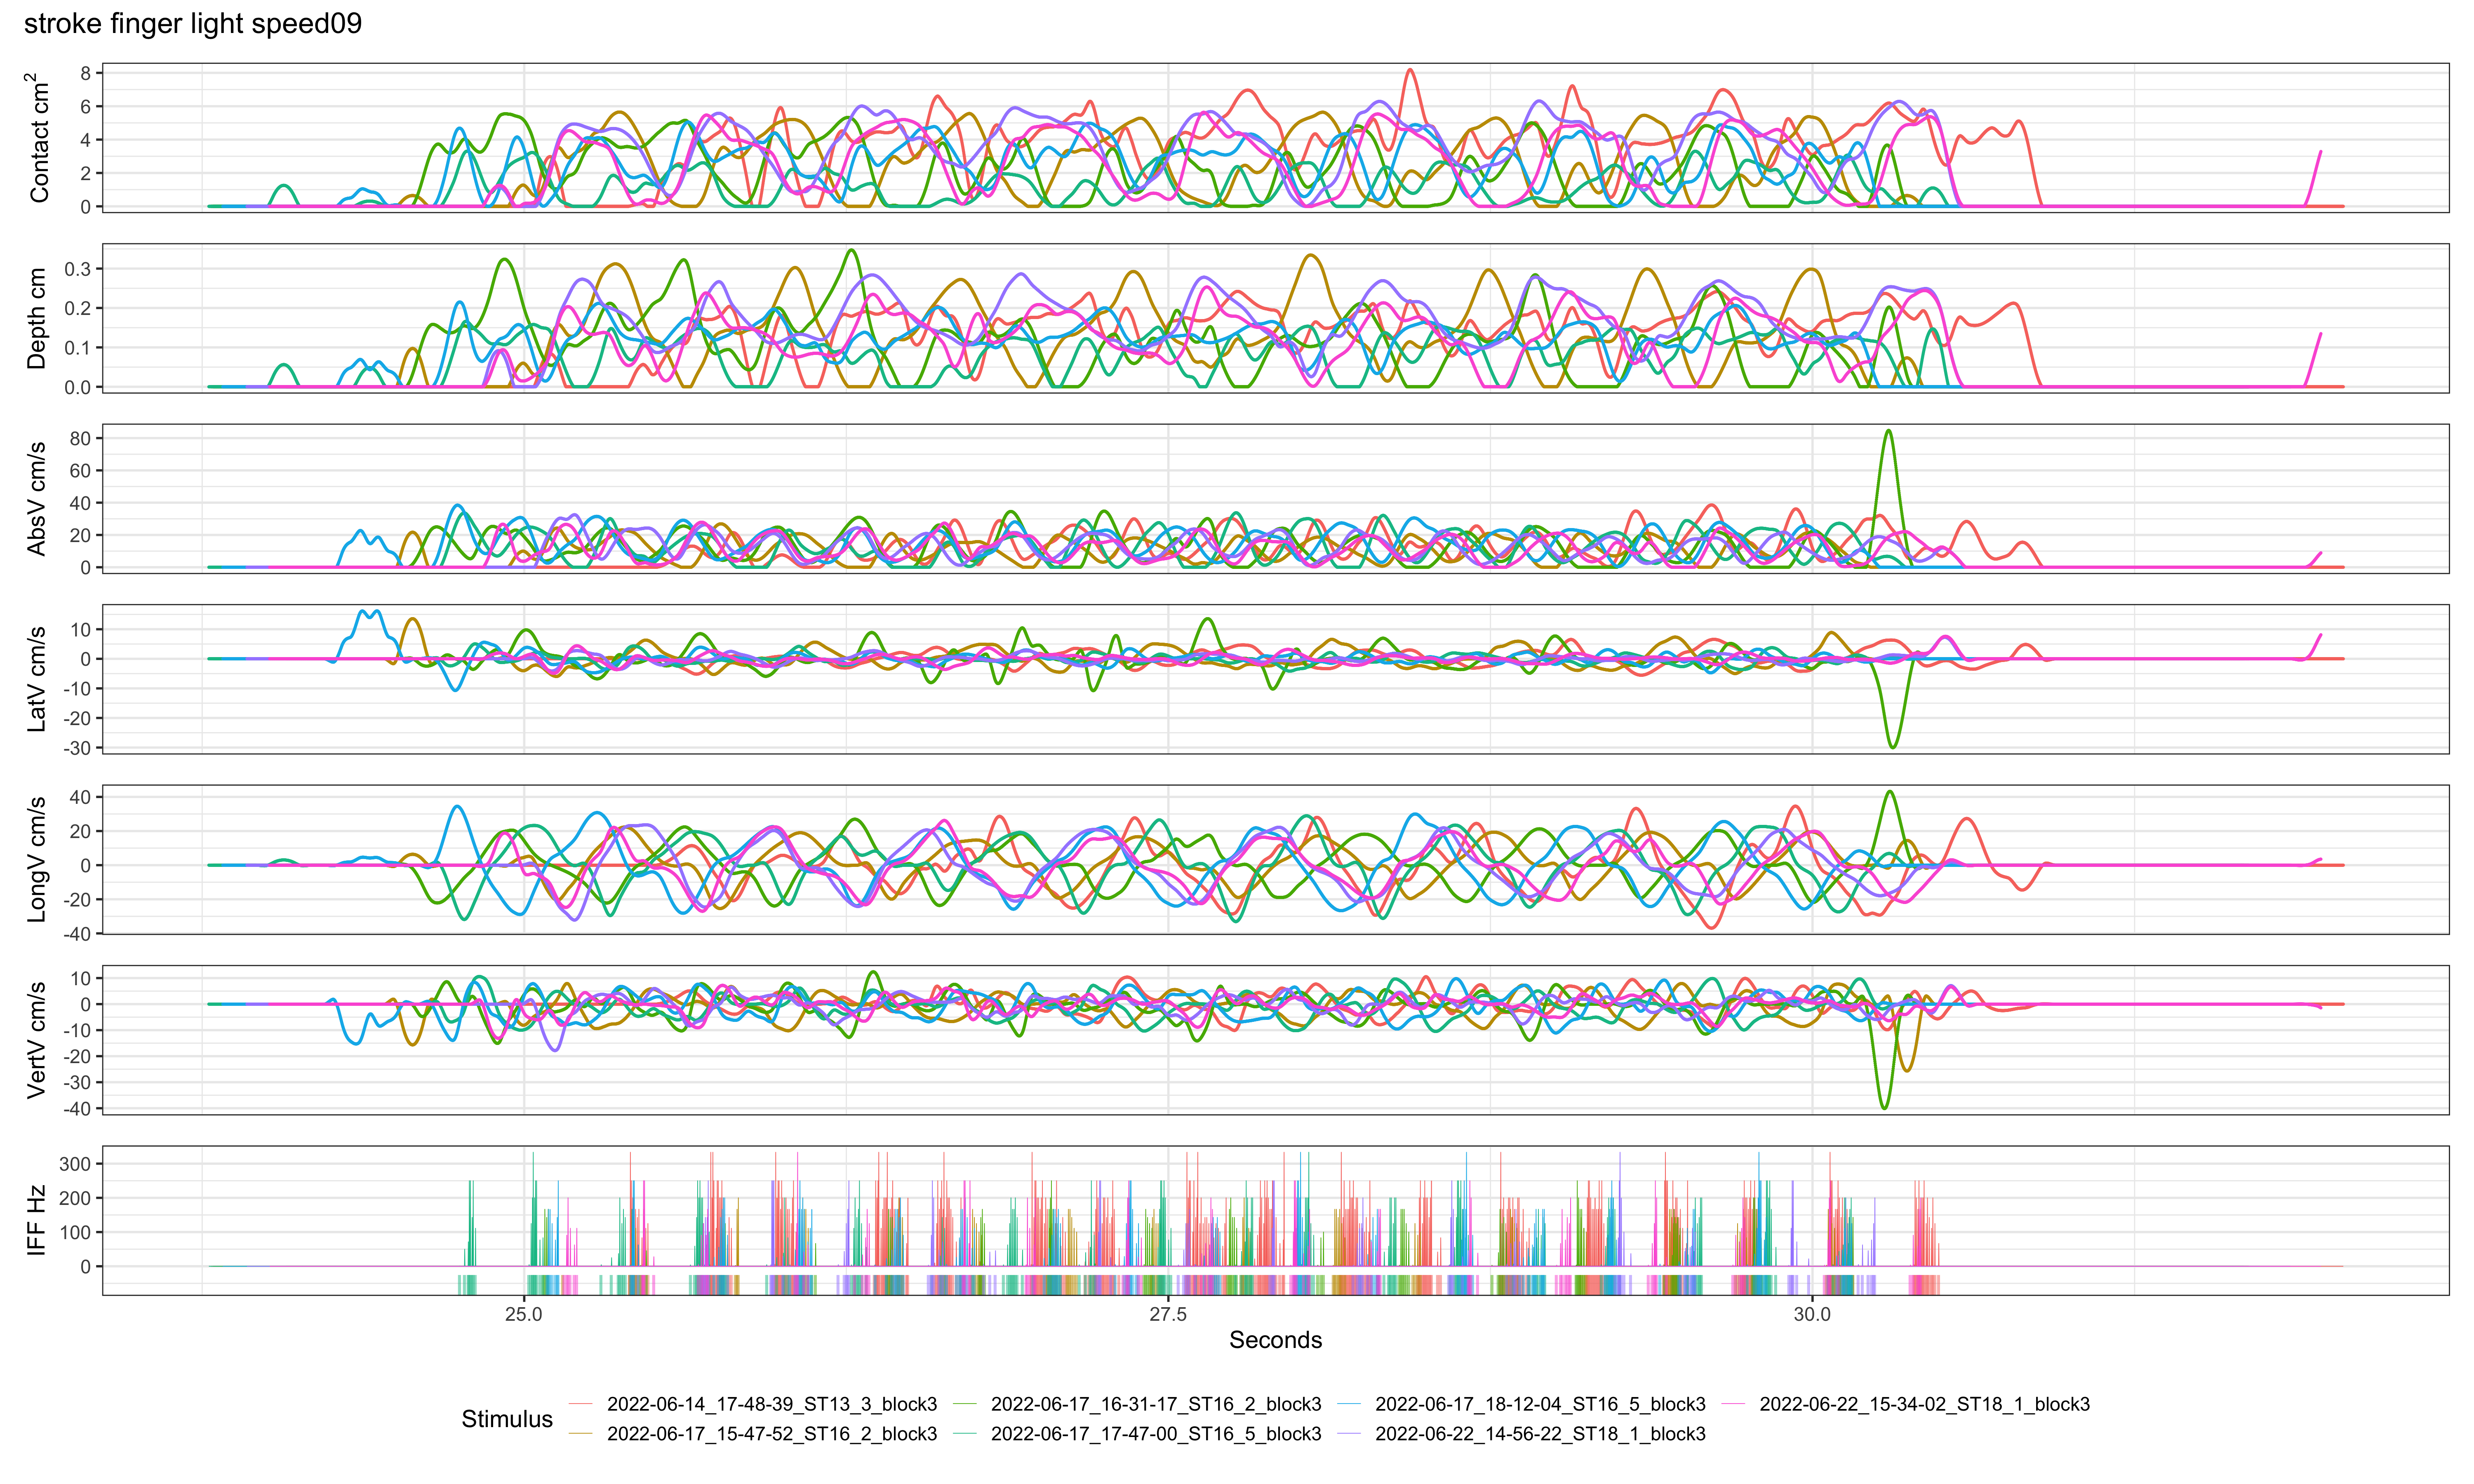 stroke finger light speed09
Contact cm²
8
6
4
2
0
Depth cm
0.3
0.2
0.1
0.0
AbsV cm/s
80
60
40
20
0
LatV cm/s
10
0
-10
-20
-30
LongV cm/s
40
20
0
-20
-40
VertV cm/s
10
0
-10
-20
-30
-40
IFF Hz
300
200
100
0
25.0 27.5 30.0
Seconds
Stimulus
2022-06-14_17-48-39_ST13_3_block3 2022-06-17_16-31-17_ST16_2_block3 2022-06-17_18-12-04_ST16_5_block3 2022-06-22_15-34-02_ST18_1_block3
2022-06-17_15-47-52_ST16_2_block3 2022-06-17_17-47-00_ST16_5_block3 2022-06-22_14-56-22_ST18_1_block3